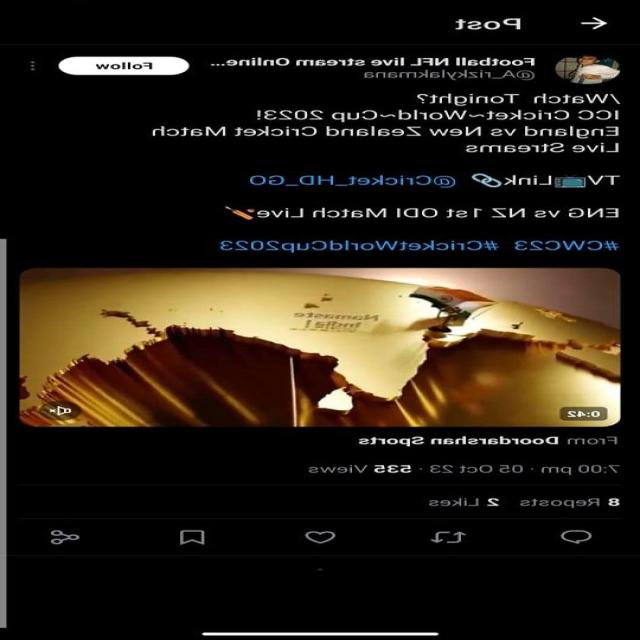 Post
Football NFL live stream Online...
@A_rizkylakmana
Follow
/Watch Tonight?
ICC Cricket~World~Cup 2023!
England vs New Zealand Cricket Match
Live Streams
TV📺Link🔗 @Cricket_HD_GO
ENG vs NZ 1st ODI Match Live🏏
#CWC23 #CricketWorldCup2023
Namaste
India!
0:42
From Doordarshan Sports
7:00 pm · 05 Oct 23 · 535 Views
8 Reposts 2 Likes